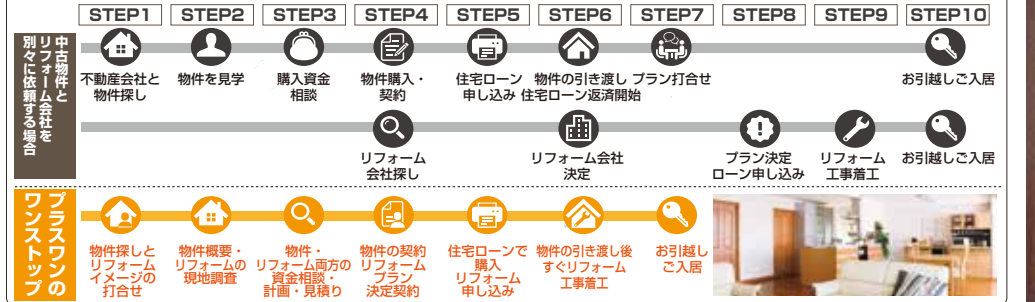 STEP1 STEP2 STEP3 STEP4 STEP5 STEP6 STEP7 STEP8 STEP9 STEP10
中古物件と
リフォーム会社を
別々に依頼する場合
不動産会社と
物件探し
物件を見学
購入資金
相談
物件購入・
契約
住宅ローン
申し込み
物件の引き渡し
住宅ローン返済開始
プラン打合せ
お引越しご入居
リフォーム
会社探し
リフォーム会社
決定
プラン決定
ローン申し込み
リフォーム
工事着工
お引越しご入居
プラスワンの
ワンストップ
物件探しと
リフォーム
イメージの
打合せ
物件概要・
リフォームの
現地調査
物件・
リフォーム両方の
資金相談・
計画・見積り
物件の契約
リフォーム
プラン
決定契約
住宅ローンで
購入
リフォーム
申し込み
物件の引き渡し後
すぐリフォーム
工事着工
お引越し
ご入居